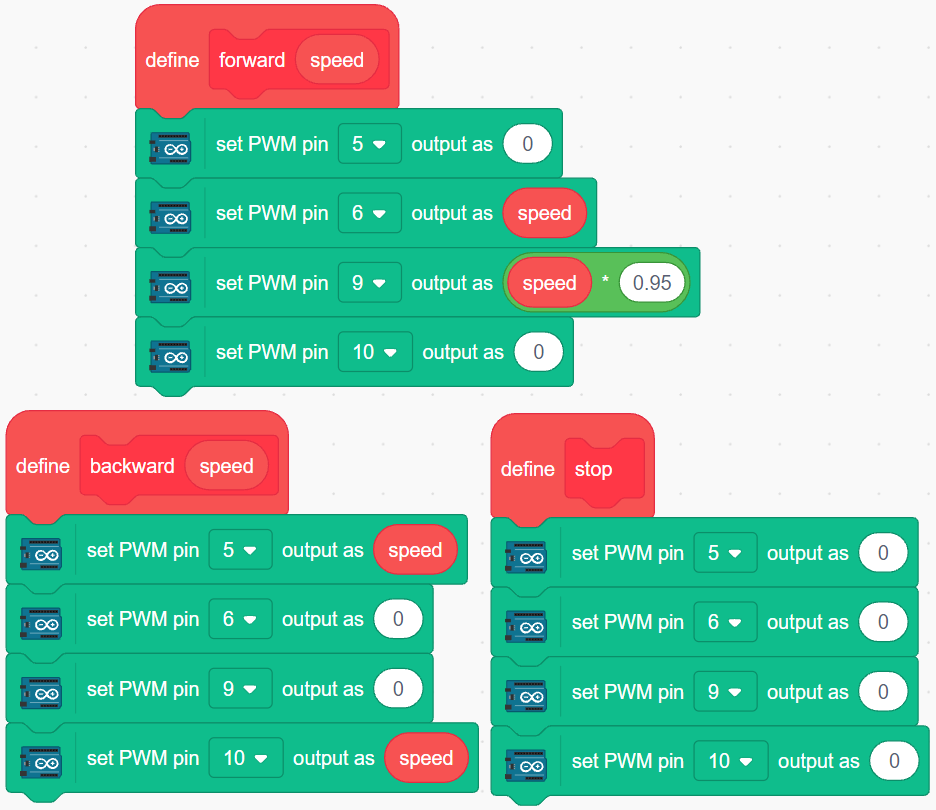 define forward speed
set PWM pin 5 output as 0
set PWM pin 6 output as speed
set PWM pin 9 output as speed * 0.95
set PWM pin 10 output as 0
define backward speed
set PWM pin 5 output as speed
set PWM pin 6 output as 0
set PWM pin 9 output as 0
set PWM pin 10 output as speed
define stop
set PWM pin 5 output as 0
set PWM pin 6 output as 0
set PWM pin 9 output as 0
set PWM pin 10 output as 0